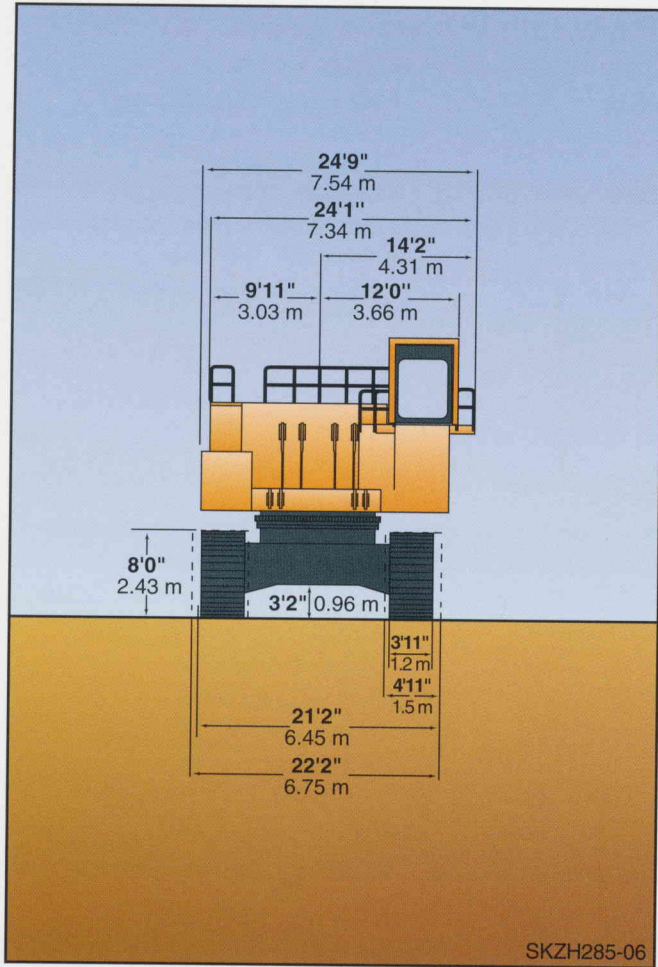 24'9"
7.54 m
24'1"
7.34 m
14'2"
4.31 m
9'11"
3.03 m
12'0"
3.66 m
8'0"
2.43 m
3'2" 0.96 m
3'11"
1.2 m
4'11"
1.5 m
21'2"
6.45 m
22'2"
6.75 m
SKZH285-06